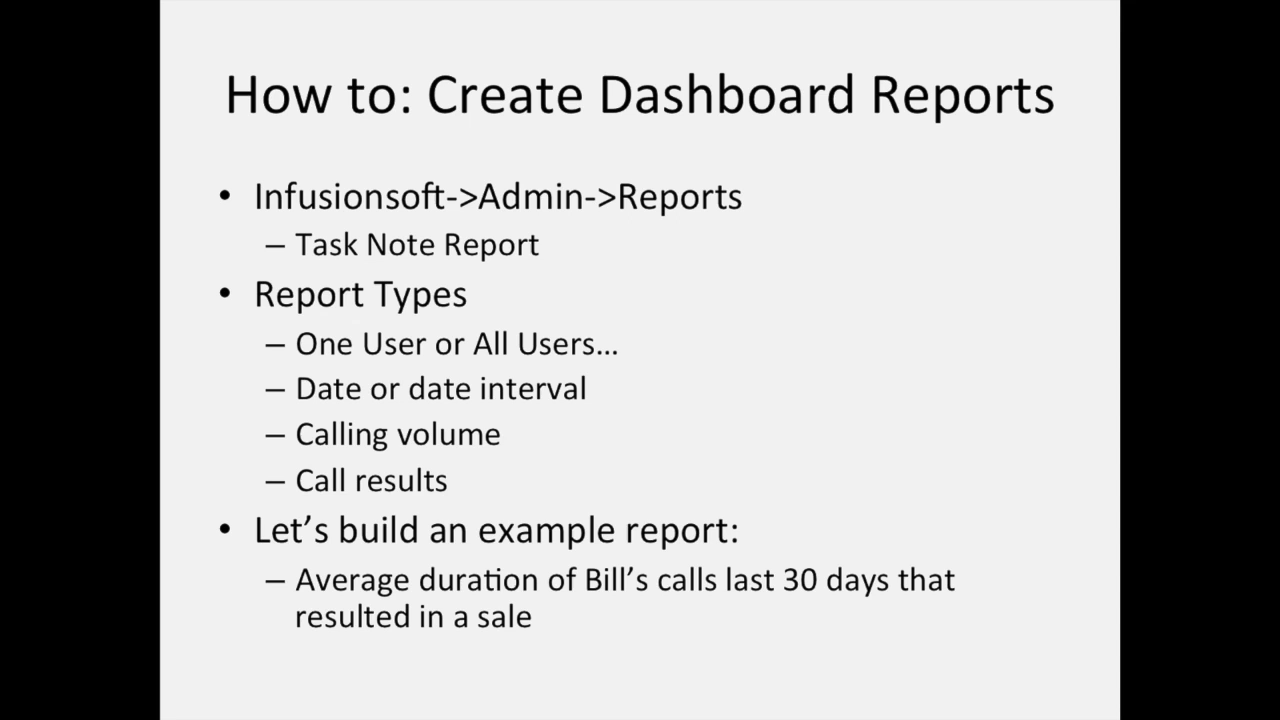 How to: Create Dashboard Reports
• Infusionsoft->Admin->Reports
– Task Note Report
• Report Types
– One User or All Users…
– Date or date interval
– Calling volume
– Call results
• Let’s build an example report:
– Average duration of Bill’s calls last 30 days that
resulted in a sale